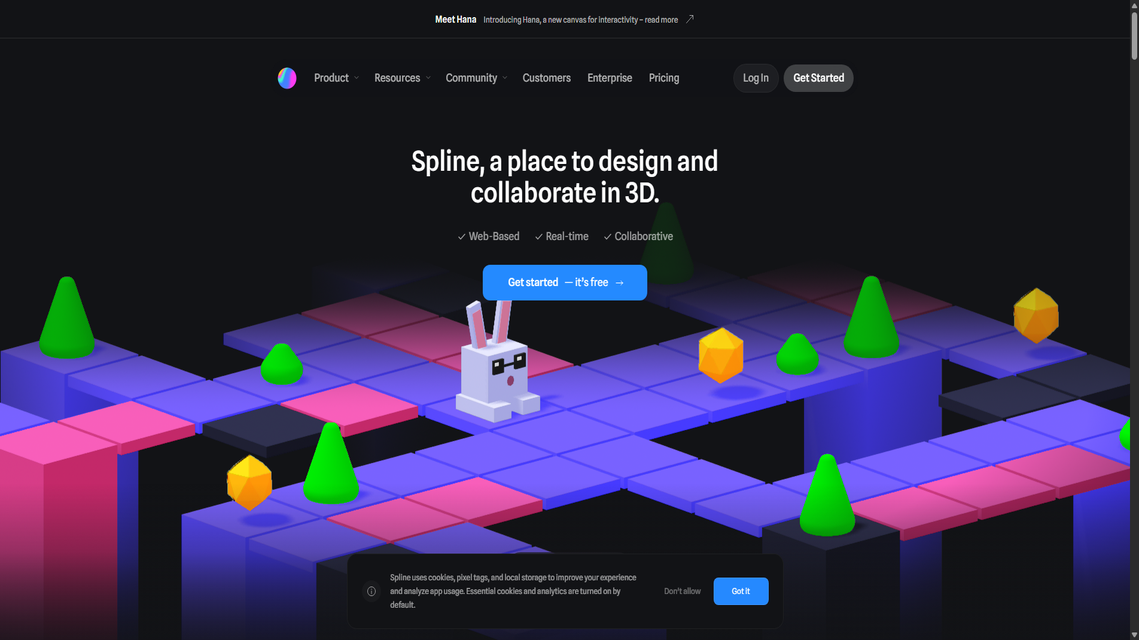 Meet Hana Introducing Hana, a new canvas for interactivity – read more
Product Resources Community Customers Enterprise Pricing Log In Get Started
Spline, a place to design and
collaborate in 3D.
Web-Based Real-time Collaborative
Get started — it's free →
Spline uses cookies, pixel tags, and local storage to improve your experience
and analyze app usage. Essential cookies and analytics are turned on by
default.
Don't allow Got it